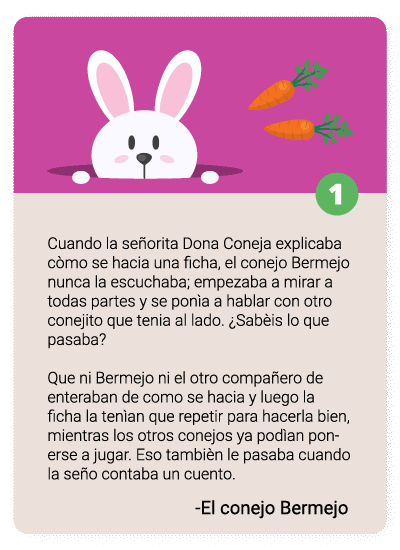 1
Cuando la señorita Dona Coneja explicaba
còmo se hacia una ficha, el conejo Bermejo
nunca la escuchaba; empezaba a mirar a
todas partes y se ponìa a hablar con otro
conejito que tenia al lado. ¿Sabèis lo que
pasaba?
Que ni Bermejo ni el otro compañero de
enteraban de como se hacia y luego la
ficha la tenìan que repetir para hacerla bien,
mientras los otros conejos ya podìan pon-
erse a jugar. Eso tambièn le pasaba cuando
la seño contaba un cuento.
-El conejo Bermejo